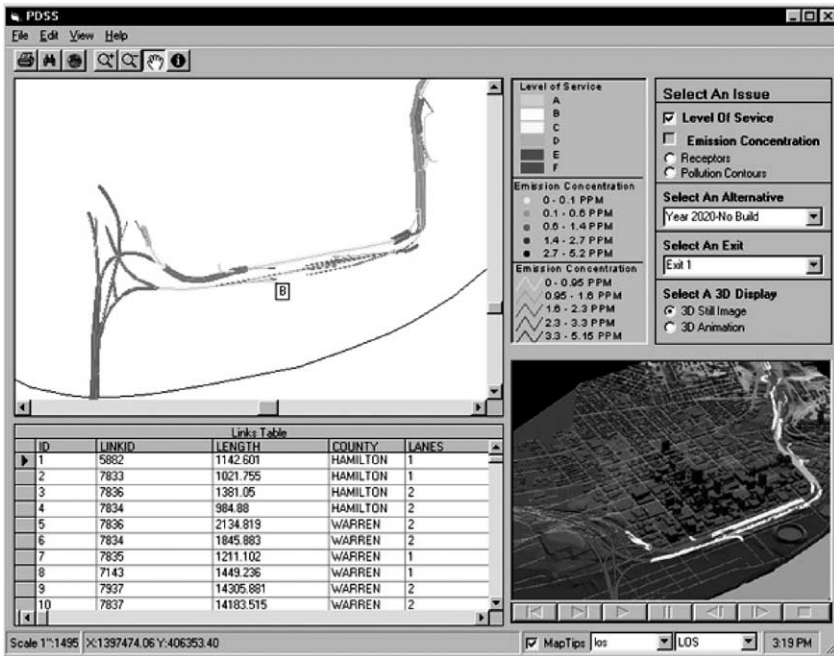 PDSS
File Edit View Help
Level of Service
A
B
C
D
E
F
Emission Concentration
0 - 0.1 PPM
0.1 - 0.6 PPM
0.6 - 1.4 PPM
1.4 - 2.7 PPM
2.7 - 5.2 PPM
Emission Concentration
0 - 0.95 PPM
0.95 - 1.6 PPM
1.6 - 2.3 PPM
2.3 - 3.3 PPM
3.3 - 5.15 PPM
Select An Issue
Level Of Sevice
Emission Concentration
Receptors
Pollution Contours
Select An Alternative
Year 2020-No Build
Select An Exit
Exit 1
Select A 3D Display
3D Still Image
3D Animation
B
Links Table
ID LINKID LENGTH COUNTY LANES
1 5882 1142.601 HAMILTON 1
2 7833 1021.755 HAMILTON 1
3 7836 1381.05 HAMILTON 2
4 7834 984.88 HAMILTON 2
5 7836 2134.819 WARREN 2
6 7834 1845.883 WARREN 2
7 7835 1211.102 WARREN 1
8 7143 1449.236 WARREN 1
9 7937 14305.881 WARREN 2
10 7837 14183.515 WARREN 2
Scale 1":1495 X:1397474.06 Y:406353.40 MapTips los LOS 3:19 PM